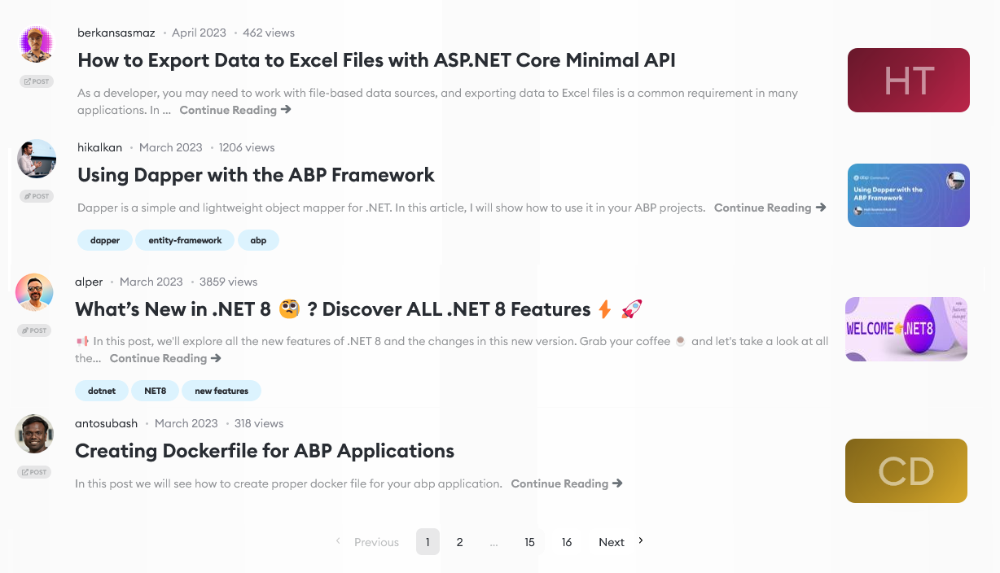 berkansasmaz • April 2023 • 462 views
How to Export Data to Excel Files with ASP.NET Core Minimal API
POST
As a developer, you may need to work with file-based data sources, and exporting data to Excel files is a common requirement in many
applications. In ... Continue Reading →
HT
hikalkan • March 2023 • 1206 views
Using Dapper with the ABP Framework
POST
Dapper is a simple and lightweight object mapper for .NET. In this article, I will show how to use it in your ABP projects. Continue Reading →
dapper entity-framework abp
abp Community
Using Dapper with the
ABP Framework
Halil İbrahim KALKAN
alper • March 2023 • 3859 views
What’s New in .NET 8 🧐 ? Discover ALL .NET 8 Features ⚡ 🚀
POST
📢 In this post, we'll explore all the new features of .NET 8 and the changes in this new version. Grab your coffee ☕ and let's take a look at all
the... Continue Reading →
dotnet NET8 new features
new
features
changes
WELCOME👉.NET8
antosubash • March 2023 • 318 views
Creating Dockerfile for ABP Applications
POST
In this post we will see how to create proper docker file for your abp application. Continue Reading →
CD
‹ Previous 1 2 ... 15 16 Next ›